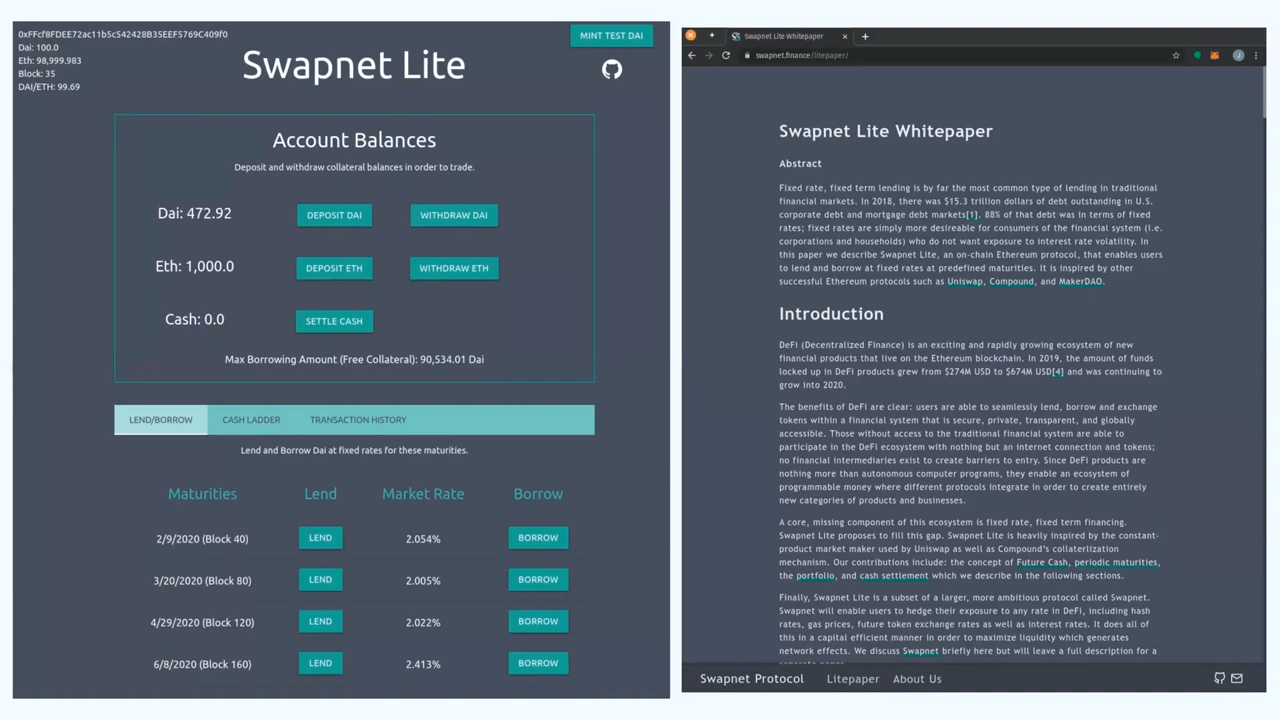 0xFFcf8FDEE72ac11b5c542428B35EEF5769C409f0
Dai: 100.0
Eth: 98,999.983
Block: 35
DAI/ETH: 99.69
MINT TEST DAI
Swapnet Lite
Account Balances
Deposit and withdraw collateral balances in order to trade.
Dai: 472.92
DEPOSIT DAI
WITHDRAW DAI
Eth: 1,000.0
DEPOSIT ETH
WITHDRAW ETH
Cash: 0.0
SETTLE CASH
Max Borrowing Amount (Free Collateral): 90,534.01 Dai
LEND/BORROW
CASH LADDER
TRANSACTION HISTORY
Lend and Borrow Dai at fixed rates for these maturities.
Maturities Lend Market Rate Borrow
2/9/2020 (Block 40) LEND 2.054% BORROW
3/20/2020 (Block 80) LEND 2.005% BORROW
4/29/2020 (Block 120) LEND 2.022% BORROW
6/8/2020 (Block 160) LEND 2.413% BORROW
Swapnet Lite Whitepaper
swapnet.finance/litepaper/
J
Swapnet Lite Whitepaper
Abstract
Fixed rate, fixed term lending is by far the most common type of lending in traditional
financial markets. In 2018, there was $15.3 trillion dollars of debt outstanding in U.S.
corporate debt and mortgage debt markets[1]. 88% of that debt was in terms of fixed
rates; fixed rates are simply more desireable for consumers of the financial system (i.e.
corporations and households) who do not want exposure to interest rate volatility. In
this paper we describe Swapnet Lite, an on-chain Ethereum protocol, that enables users
to lend and borrow at fixed rates at predefined maturities. It is inspired by other
successful Ethereum protocols such as Uniswap, Compound, and MakerDAO.
Introduction
DeFi (Decentralized Finance) is an exciting and rapidly growing ecosystem of new
financial products that live on the Ethereum blockchain. In 2019, the amount of funds
locked up in DeFi products grew from $274M USD to $674M USD[4] and was continuing to
grow into 2020.
The benefits of DeFi are clear: users are able to seamlessly lend, borrow and exchange
tokens within a financial system that is secure, private, transparent, and globally
accessible. Those without access to the traditional financial system are able to
participate in the DeFi ecosystem with nothing but an internet connection and tokens;
no financial intermediaries exist to create barriers to entry. Since DeFi products are
nothing more than autonomous computer programs, they enable an ecosystem of
programmable money where different protocols integrate in order to create entirely
new categories of products and businesses.
A core, missing component of this ecosystem is fixed rate, fixed term financing.
Swapnet Lite proposes to fill this gap. Swapnet Lite is heavily inspired by the constant-
product market maker used by Uniswap as well as Compound's collaterlization
mechanism. Our contributions include: the concept of Future Cash, periodic maturities,
the portfolio, and cash settlement which we describe in the following sections.
Finally, Swapnet Lite is a subset of a larger, more ambitious protocol called Swapnet.
Swapnet will enable users to hedge their exposure to any rate in DeFi, including hash
rates, gas prices, future token exchange rates as well as interest rates. It does all of
this in a capital efficient manner in order to maximize liquidity which generates
network effects. We discuss Swapnet briefly here but will leave a full description for a
Swapnet Protocol
Litepaper
About Us